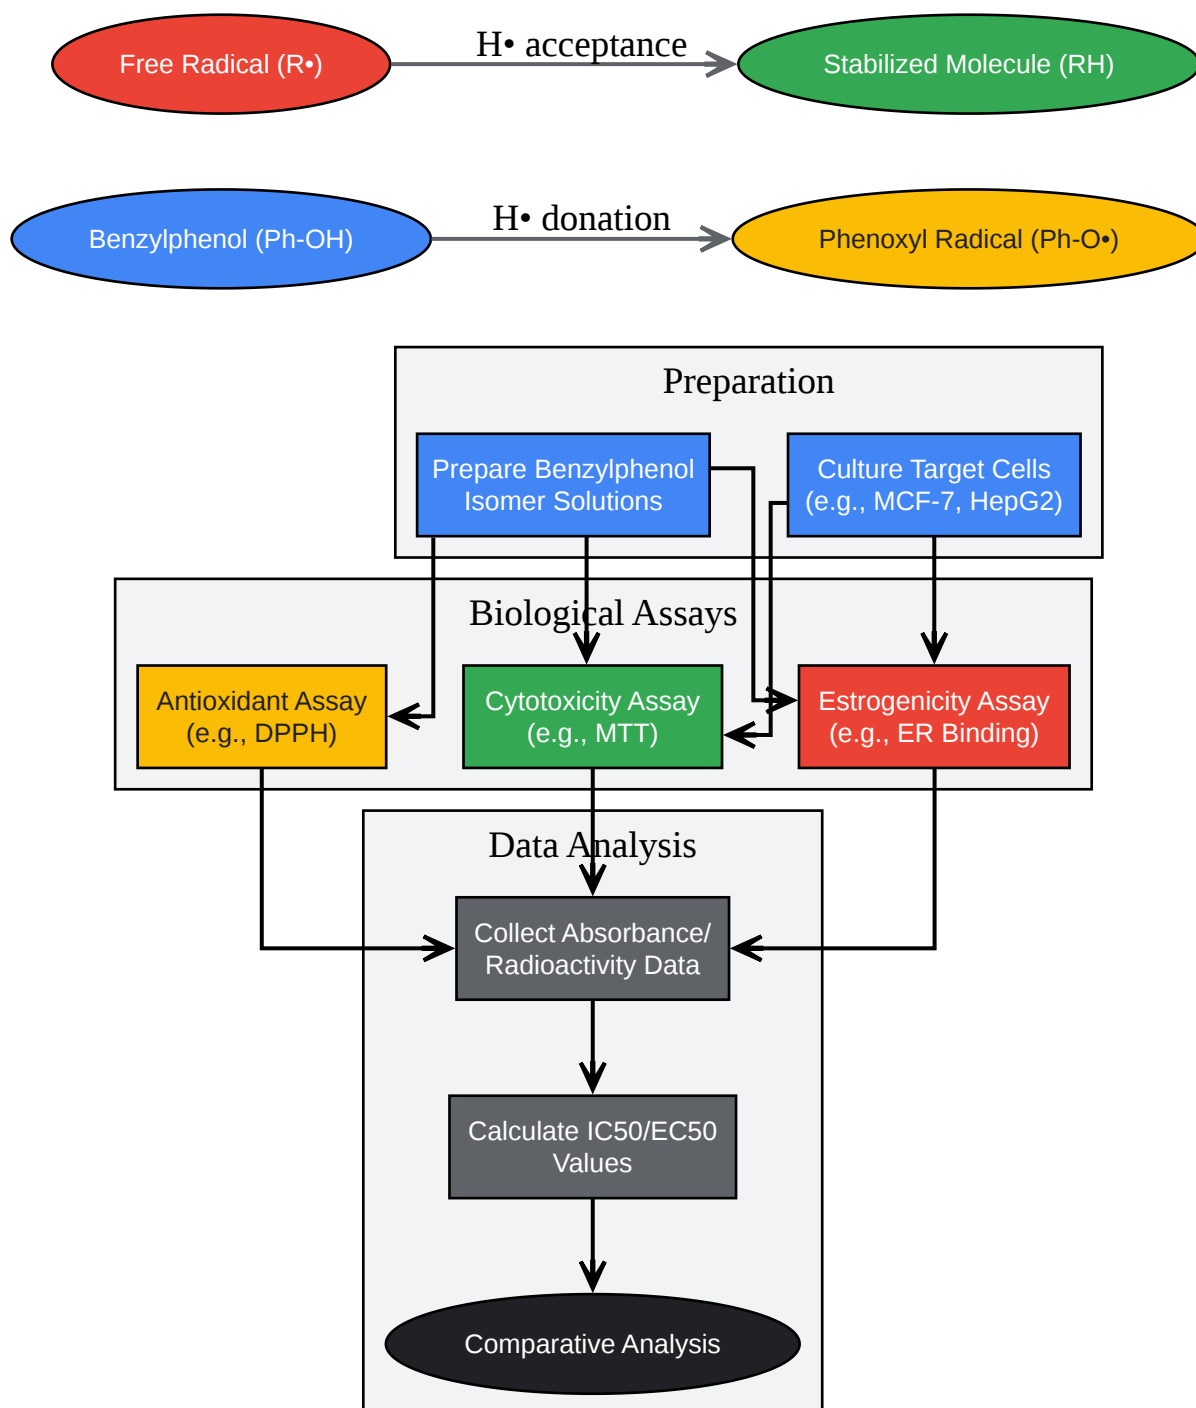 Free Radical (R•)
H• acceptance
Stabilized Molecule (RH)
Benzylphenol (Ph-OH)
H• donation
Phenoxyl Radical (Ph-O•)
Preparation
Prepare Benzylphenol
Isomer Solutions
Culture Target Cells
(e.g., MCF-7, HepG2)
Biological Assays
Antioxidant Assay
(e.g., DPPH)
Cytotoxicity Assay
(e.g., MTT)
Estrogenicity Assay
(e.g., ER Binding)
Data Analysis
Collect Absorbance/
Radioactivity Data
Calculate IC50/EC50
Values
Comparative Analysis